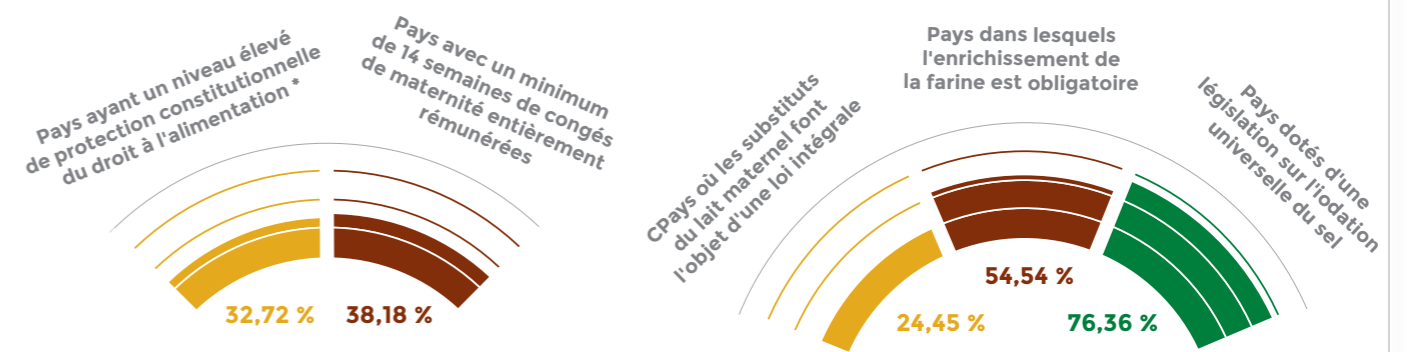 Pays ayant un niveau élevé
de protection constitutionnelle
du droit à l'alimentation *
Pays avec un minimum
de 14 semaines de congés
de maternité entièrement
rémunérées
32,72 %
38,18 %
CPays où les substituts
du lait maternel font
l'objet d'une loi intégrale
Pays dans lesquels
l'enrichissement de
la farine est obligatoire
Pays dotés d'une
législation sur l'iodation
universelle du sel
24,45 %
54,54 %
76,36 %